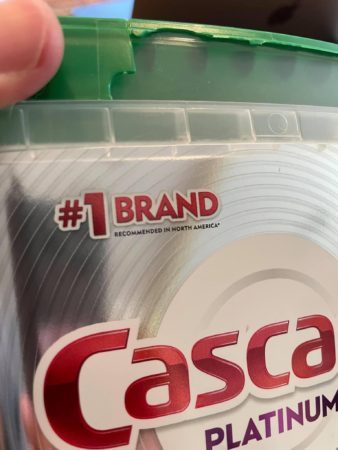 #1 BRAND
RECOMMENDED IN NORTH AMERICA*
Casca
PLATINUM